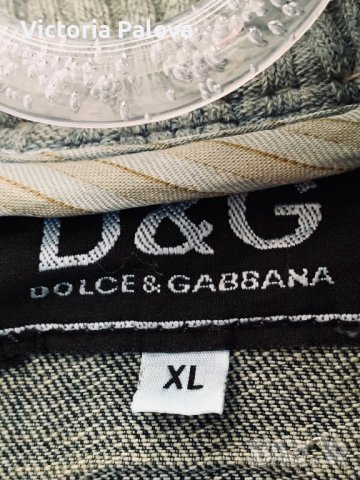 Victoria Palova
D&G
DOLCE & GABBANA
XL